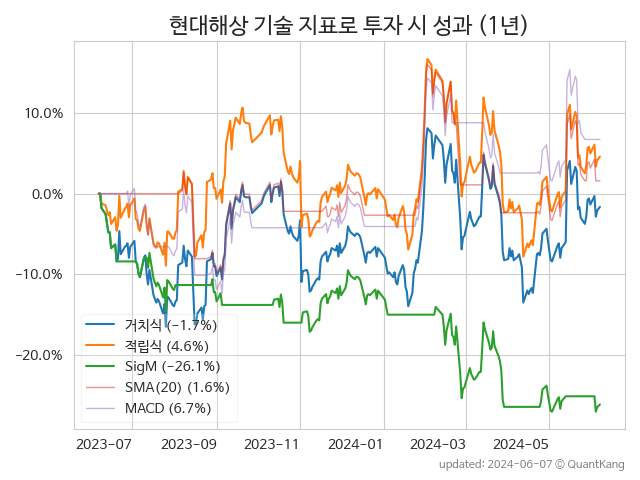 현대해상 기술 지표로 투자 시 성과 (1년)
10.0%
0.0%
−10.0%
−20.0%
거치식 (−1.7%)
적립식 (4.6%)
SigM (−26.1%)
SMA(20) (1.6%)
MACD (6.7%)
2023−07 2023−09 2023−11 2024−01 2024−03 2024−05
updated: 2024−06−07 © QuantKang